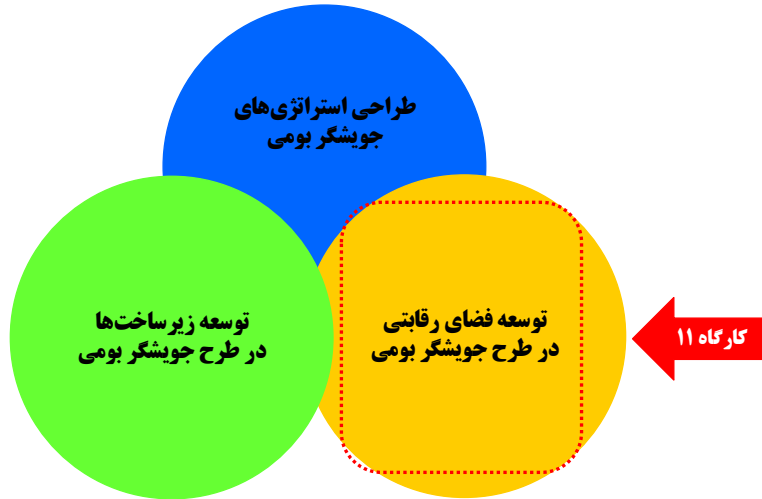 طراحی استراتژی‌های
جویشگر بومی
توسعه فضای رقابتی
در طرح جویشگر بومی
توسعه زیرساخت‌ها
در طرح جویشگر بومی
کارگاه ۱۱